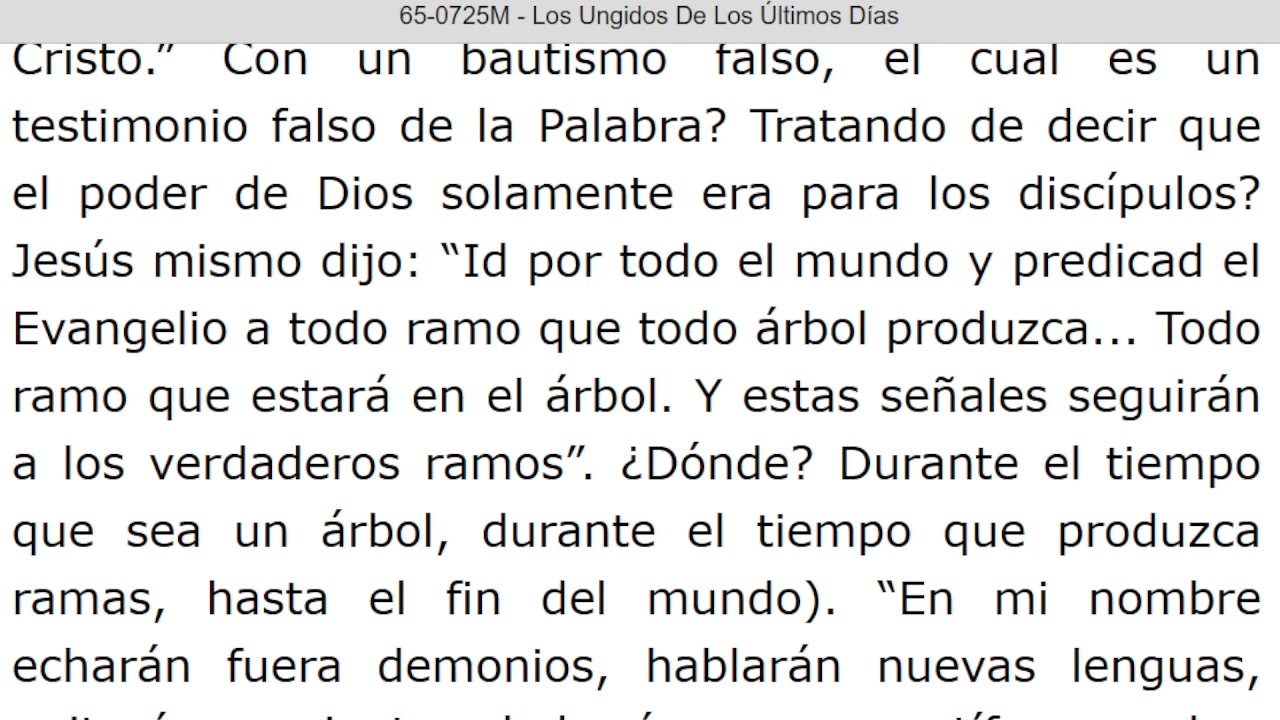 65-0725M - Los Ungidos De Los Últimos Días
Cristo.” Con un bautismo falso, el cual es un
testimonio falso de la Palabra? Tratando de decir que
el poder de Dios solamente era para los discípulos?
Jesús mismo dijo: “Id por todo el mundo y predicad el
Evangelio a todo ramo que todo árbol produzca... Todo
ramo que estará en el árbol. Y estas señales seguirán
a los verdaderos ramos”. ¿Dónde? Durante el tiempo
que sea un árbol, durante el tiempo que produzca
ramas, hasta el fin del mundo). “En mi nombre
echarán fuera demonios, hablarán nuevas lenguas,